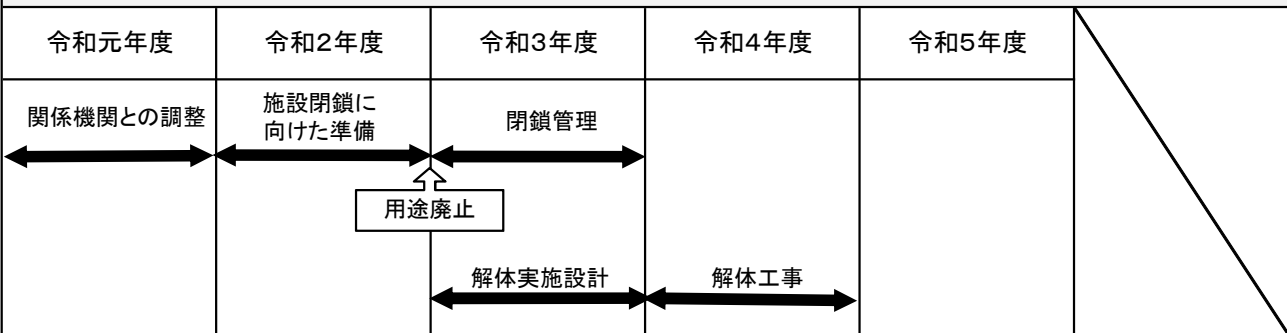 令和元年度
令和2年度
令和3年度
令和4年度
令和5年度
関係機関との調整
施設閉鎖に
向けた準備
閉鎖管理
用途廃止
解体実施設計
解体工事